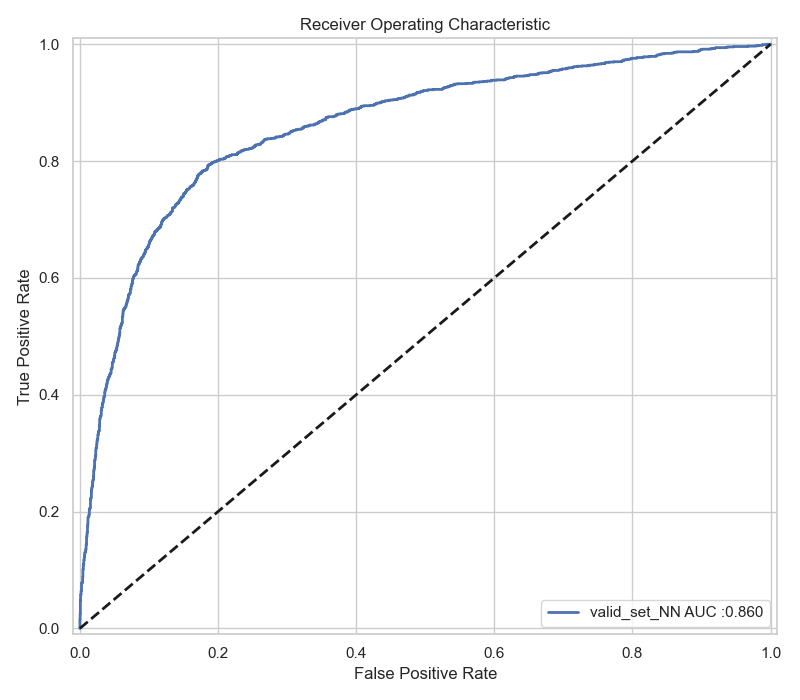 Receiver Operating Characteristic
1.0
0.8
0.6
0.4
0.2
0.0
True Positive Rate
valid_set_NN AUC :0.860
0.0 0.2 0.4 0.6 0.8 1.0
False Positive Rate